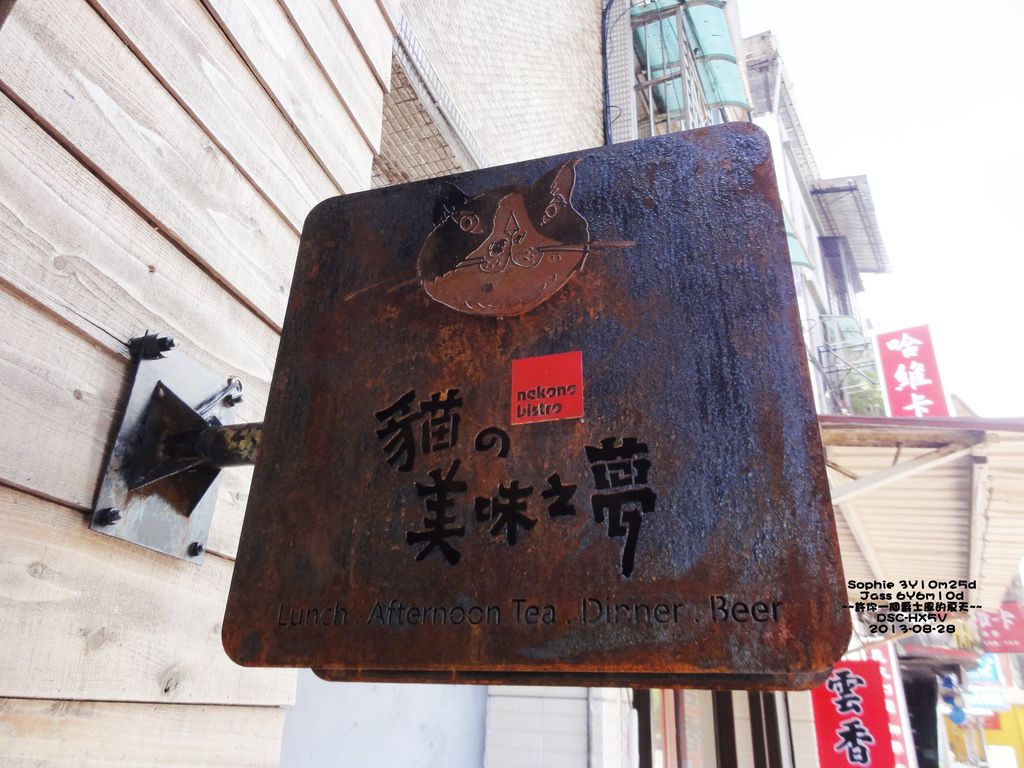 nekono
bistro
貓の
美味之夢
Lunch . Afternoon Tea . Dinner . Beer
哈維卡
雲香
Sophie 3Y10m25d
Jass 6Y6m10d
~~許你一個爵士風的夏天~~
DSC-HX5V
2013-08-28